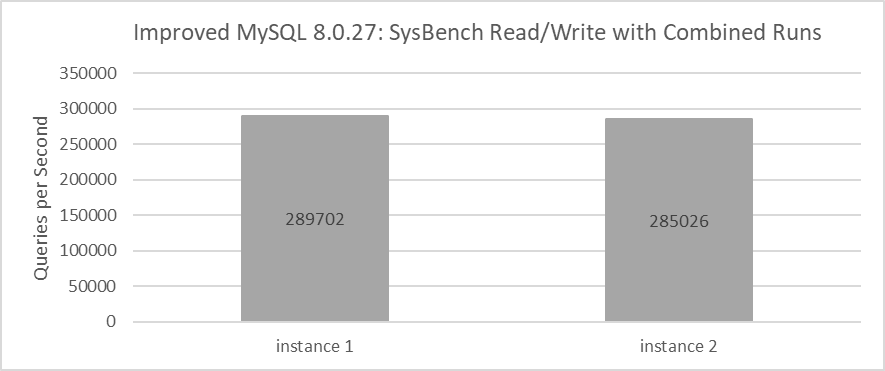 Improved MySQL 8.0.27: SysBench Read/Write with Combined Runs
Queries per Second
350000
300000
250000
200000
150000
100000
50000
0
289702
285026
instance 1
instance 2